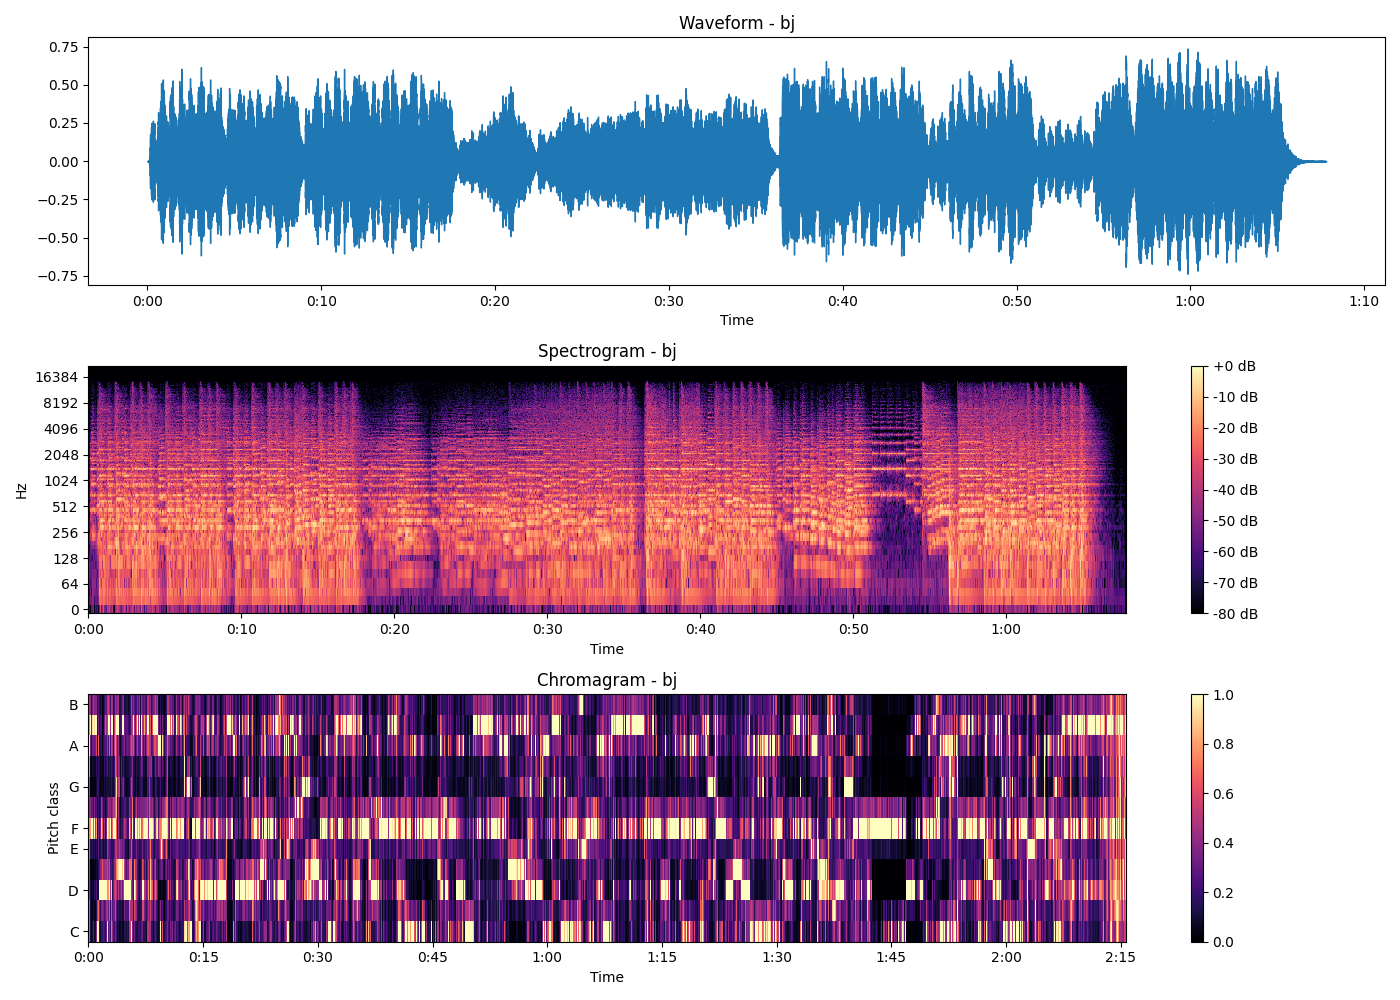 Waveform - bj
0.75
0.50
0.25
0.00
−0.25
−0.50
−0.75
0:00 0:10 0:20 0:30 0:40 0:50 1:00 1:10
Time
Spectrogram - bj
Hz
16384
8192
4096
2048
1024
512
256
128
64
0
0:00 0:10 0:20 0:30 0:40 0:50 1:00
Time
+0 dB
-10 dB
-20 dB
-30 dB
-40 dB
-50 dB
-60 dB
-70 dB
-80 dB
Chromagram - bj
Pitch class
B
A
G
F
E
D
C
0:00 0:15 0:30 0:45 1:00 1:15 1:30 1:45 2:00 2:15
Time
1.0
0.8
0.6
0.4
0.2
0.0